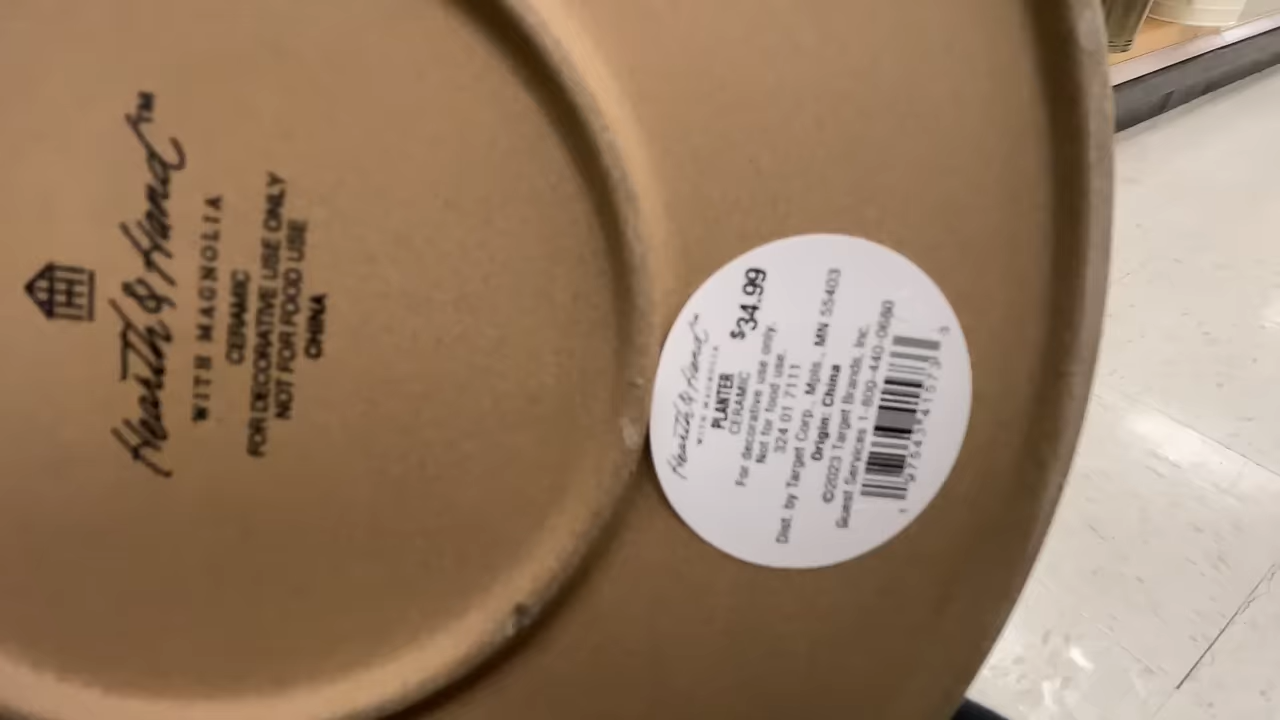 Hearth & Hand™
WITH MAGNOLIA
CERAMIC
FOR DECORATIVE USE ONLY
NOT FOR FOOD USE
CHINA
Hearth & Hand™
WITH MAGNOLIA
PLANTER $34.99
CERAMIC
For decorative use only.
Not for food use.
324 01 7111
Dist. by Target Corp., Mpls., MN 55403
Origin: China
©2023 Target Brands, Inc.
Guest Services 1-800-440-0680